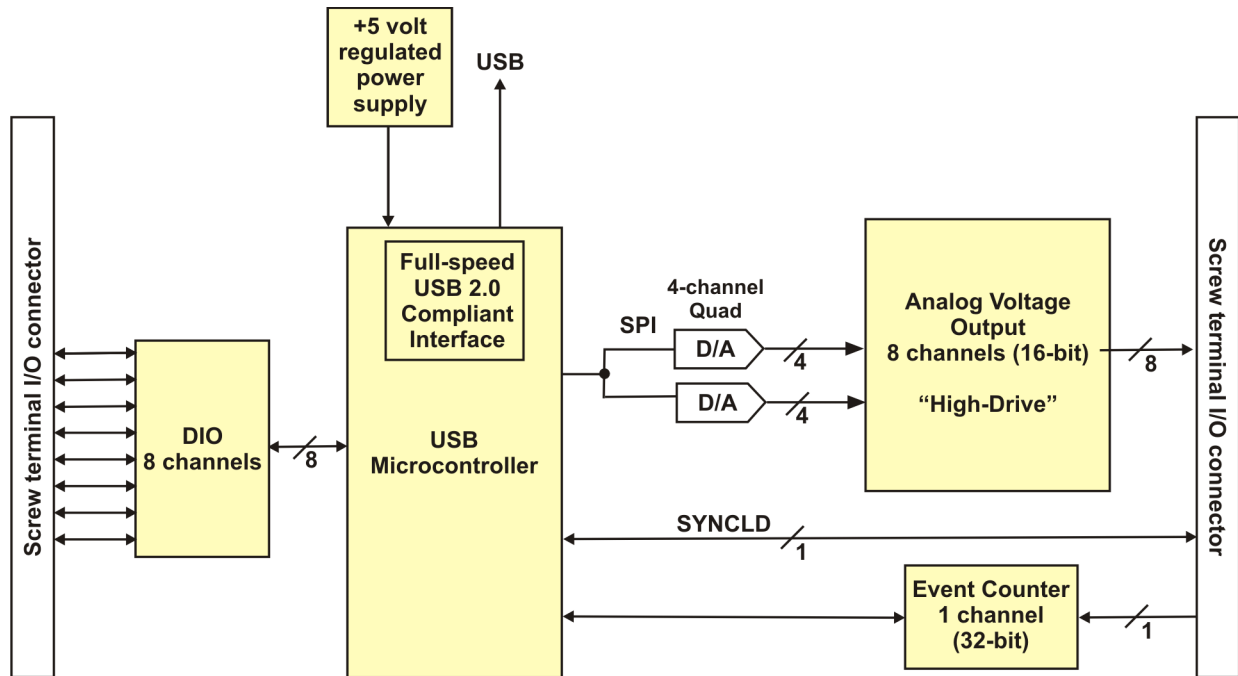 +5 volt
regulated
power
supply
USB
Screw terminal I/O connector
DIO
8 channels
8
Full-speed
USB 2.0
Compliant
Interface
USB
Microcontroller
SPI
4-channel
Quad
D/A
4
D/A
4
Analog Voltage
Output
8 channels (16-bit)
“High-Drive”
8
SYNCLD
1
Event Counter
1 channel
(32-bit)
1
Screw terminal I/O connector